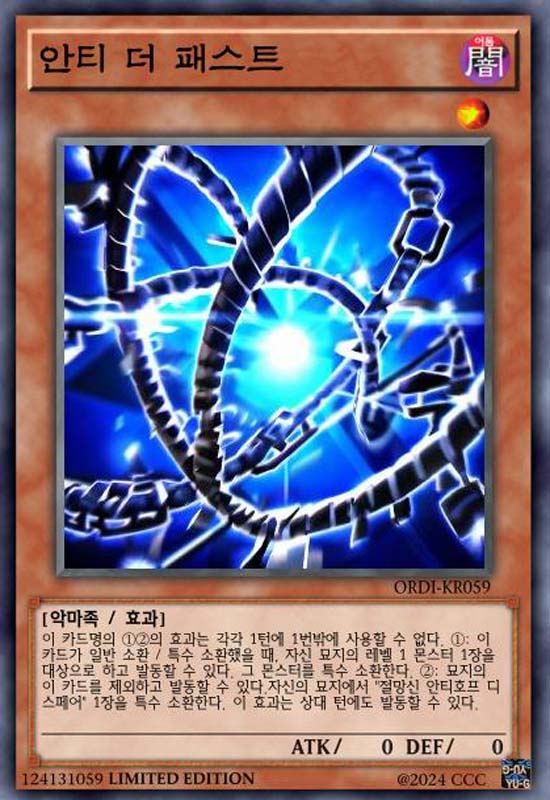 안티 더 패스트
어둠
闇
ORDI-KR059
[악마족 / 효과]
이 카드명의 ①②의 효과는 각각 1턴에 1번밖에 사용할 수 없다. ①: 이
카드가 일반 소환 / 특수 소환했을 때, 자신 묘지의 레벨 1 몬스터 1장을
대상으로 하고 발동할 수 있다. 그 몬스터를 특수 소환한다. ②: 묘지의
이 카드를 제외하고 발동할 수 있다.자신의 묘지에서 "절망신 안티호프 디
스페어" 1장을 특수 소환한다. 이 효과는 상대 턴에도 발동할 수 있다.
ATK/ 0 DEF/ 0
124131059 LIMITED EDITION @2024 CCC
YU-G